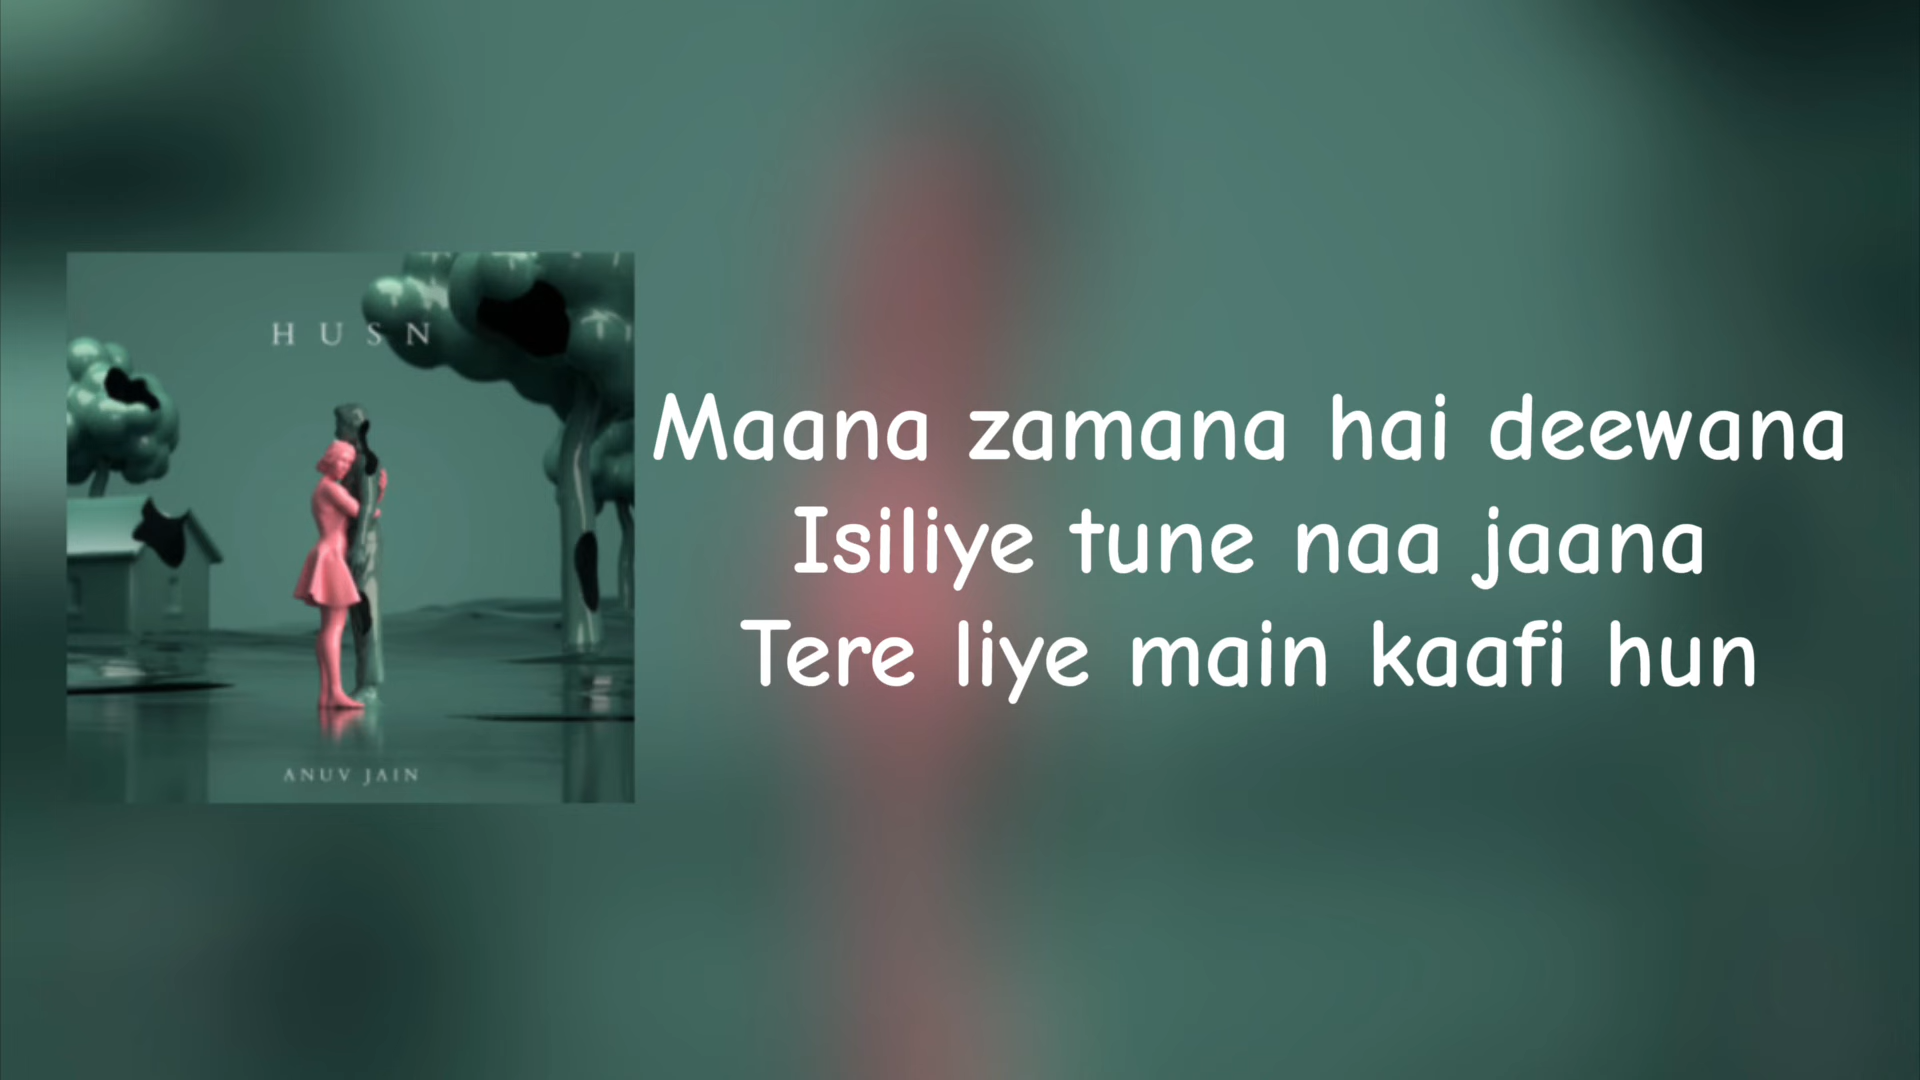 HUSN
ANUV JAIN
Maana zamana hai deewana
Isiliye tune naa jaana
Tere liye main kaafi hun